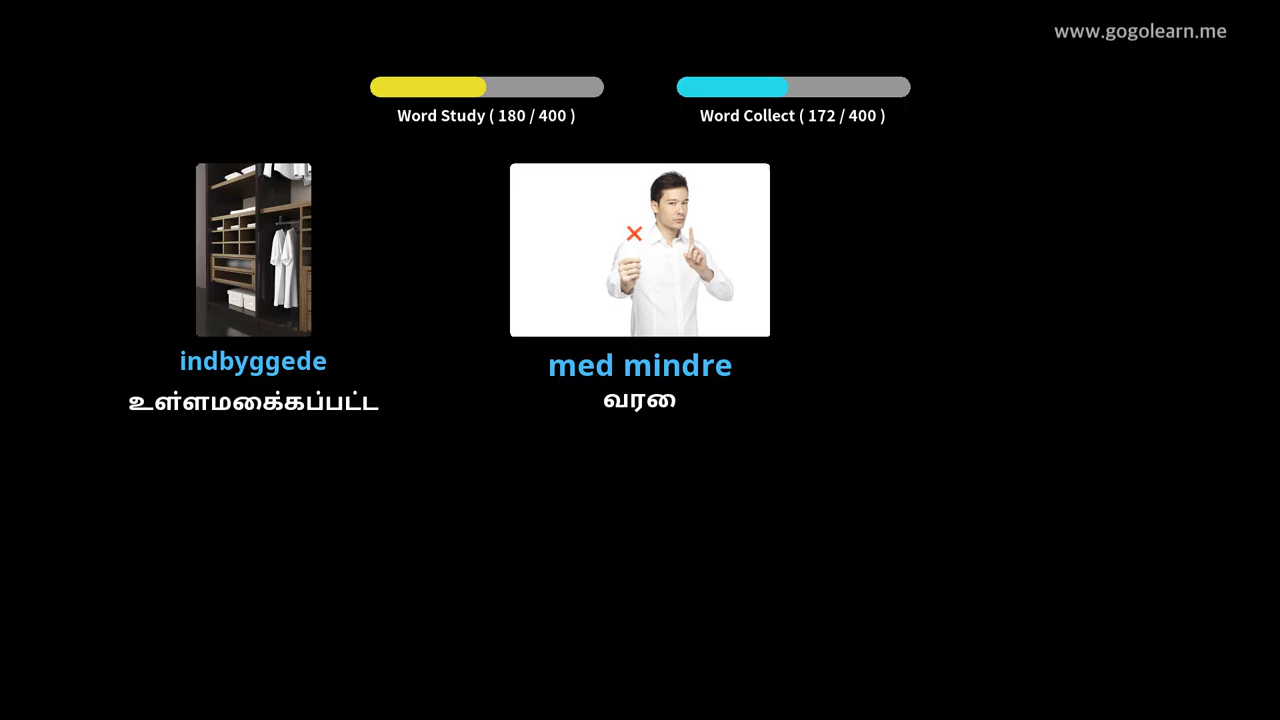 www.gogolearn.me
Word Study ( 180 / 400 )
Word Collect ( 172 / 400 )
indbyggede
உள்ளமைக்கப்பட்ட
med mindre
வரை